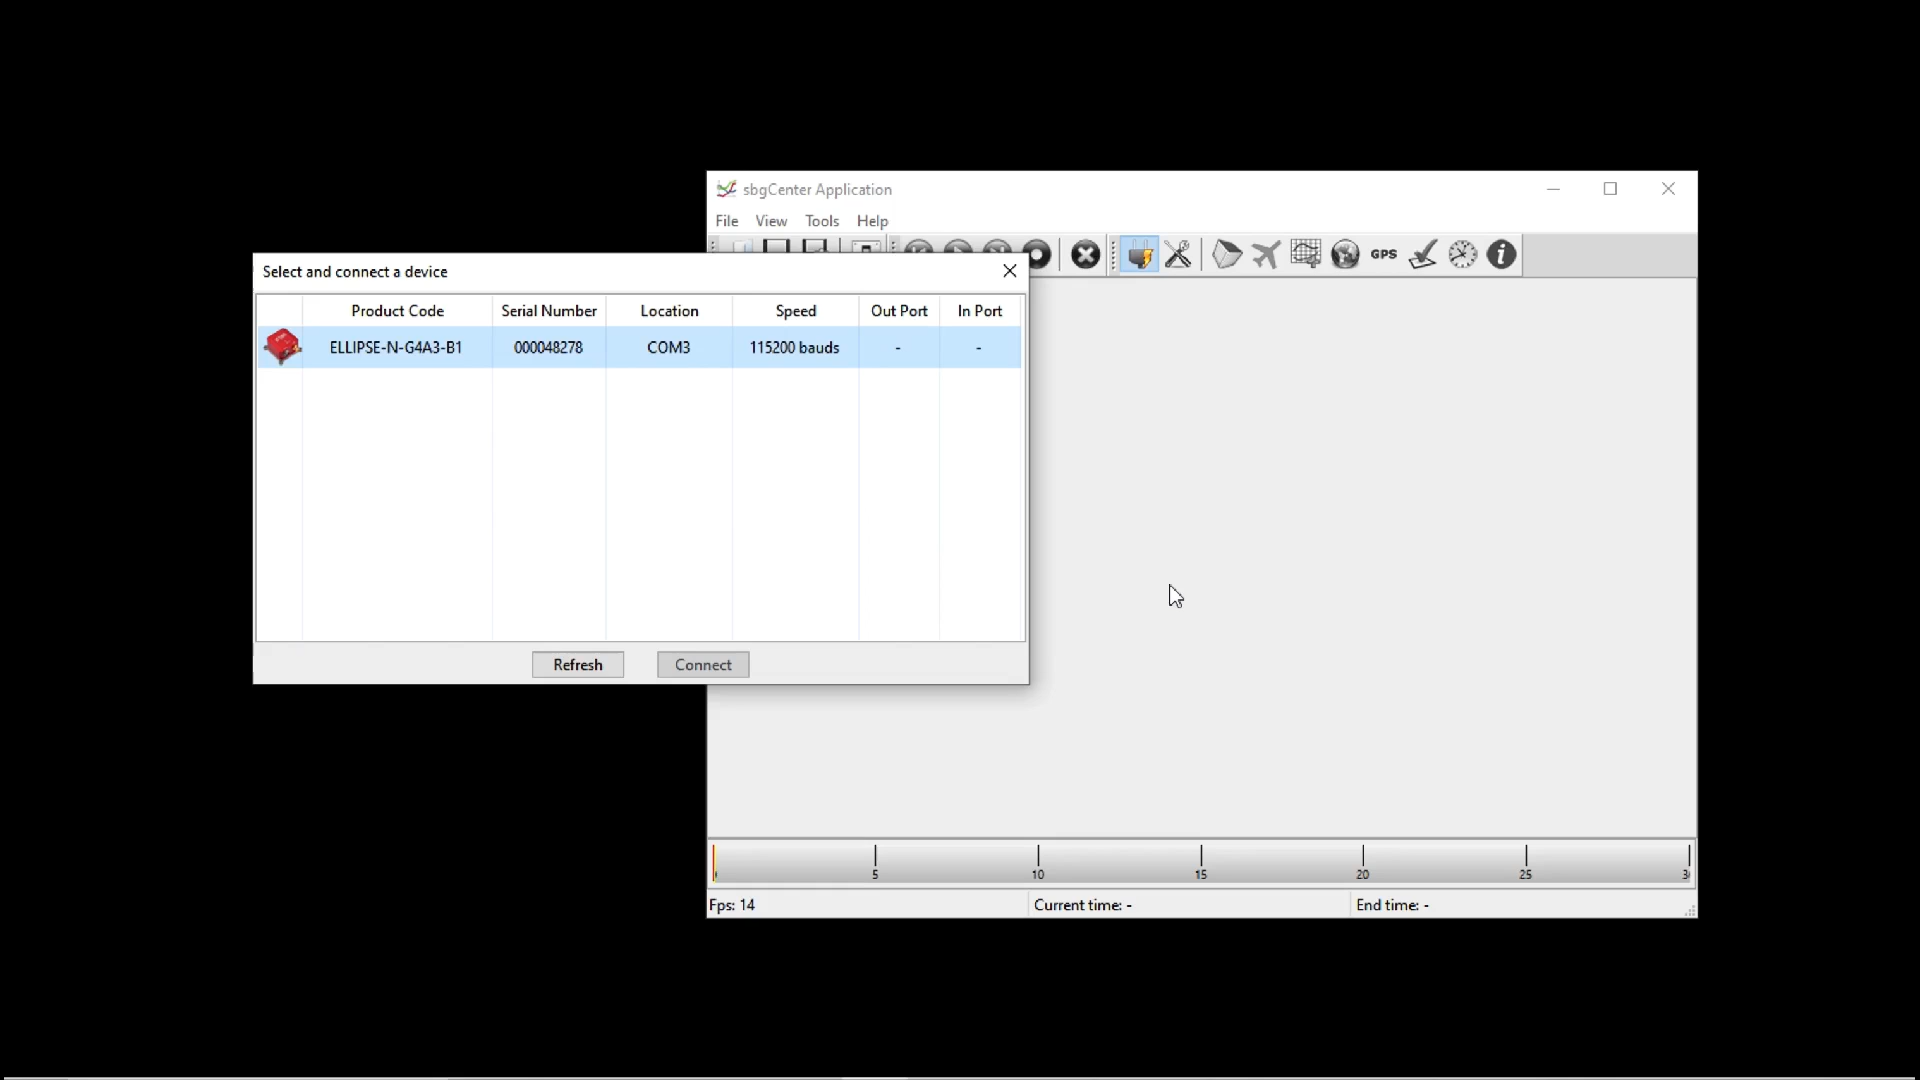 sbgCenter Application
File View Tools Help
GPS
Select and connect a device
Product Code Serial Number Location Speed Out Port In Port
ELLIPSE-N-G4A3-B1 000048278 COM3 115200 bauds - -
Refresh Connect
5 10 15 20 25
Fps: 14 Current time: - End time: -